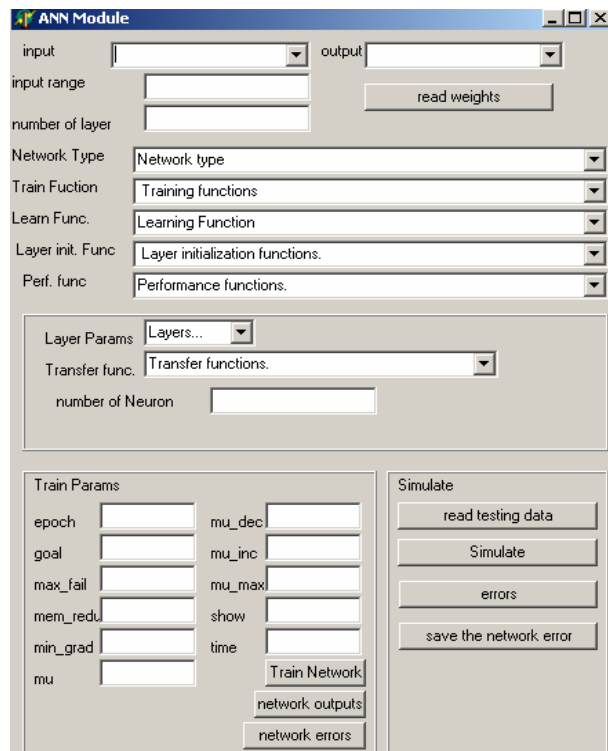 ANN Module
input output
input range
read weights
number of layer
Network Type Network type
Train Fuction Training functions
Learn Func. Learning Function
Layer init. Func Layer initialization functions.
Perf. func Performance functions.
Layer Params Layers...
Transfer func. Transfer functions.
number of Neuron
Train Params
epoch mu_dec
goal mu_inc
max_fail mu_max
mem_redu show
min_grad time
mu Train Network
network outputs
network errors
Simulate
read testing data
Simulate
errors
save the network error